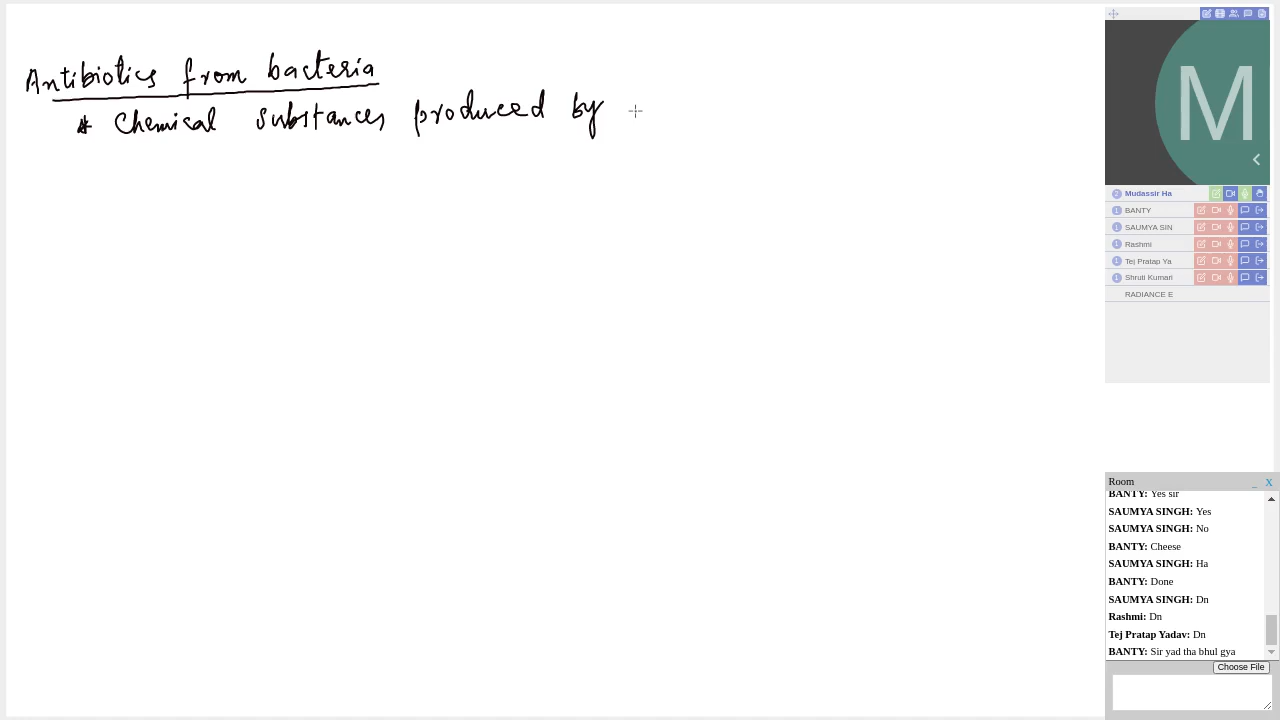 Antibiotics from bacteria
* Chemical substances produced by
M
Mudassir Ha
BANTY
SAUMYA SIN
Rashmi
Tej Pratap Ya
Shruti Kumari
RADIANCE E
Room
_ X
BANTY: Yes sir
SAUMYA SINGH: Yes
SAUMYA SINGH: No
BANTY: Cheese
SAUMYA SINGH: Ha
BANTY: Done
SAUMYA SINGH: Dn
Rashmi: Dn
Tej Pratap Yadav: Dn
BANTY: Sir yad tha bhul gya
Choose File